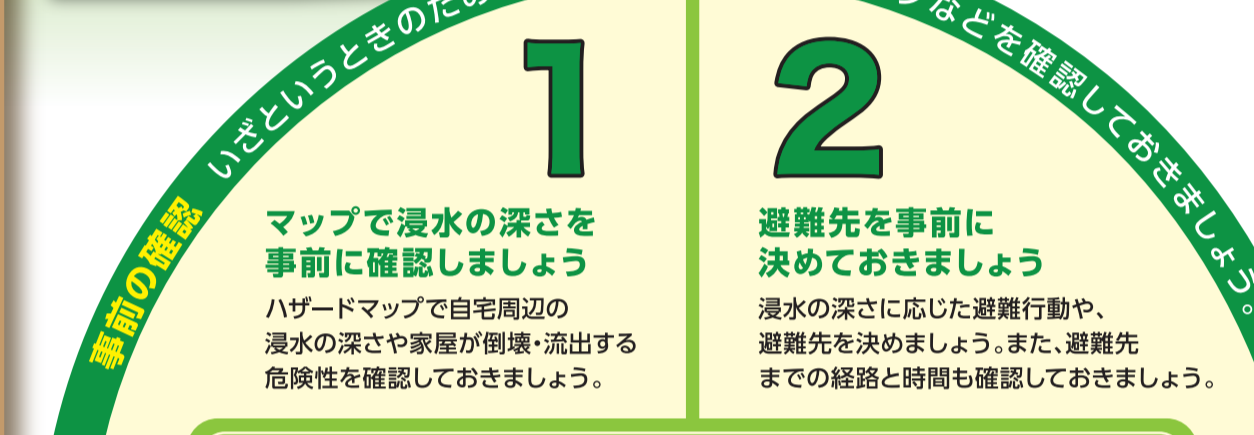 事前の確認 いざというときのため
などを確認しておきましょう。
1
マップで浸水の深さを
事前に確認しましょう
ハザードマップで自宅周辺の
浸水の深さや家屋が倒壊・流出する
危険性を確認しておきましょう。
2
避難先を事前に
決めておきましょう
浸水の深さに応じた避難行動や、
避難先を決めましょう。また、避難先
までの経路と時間も確認しておきましょう。